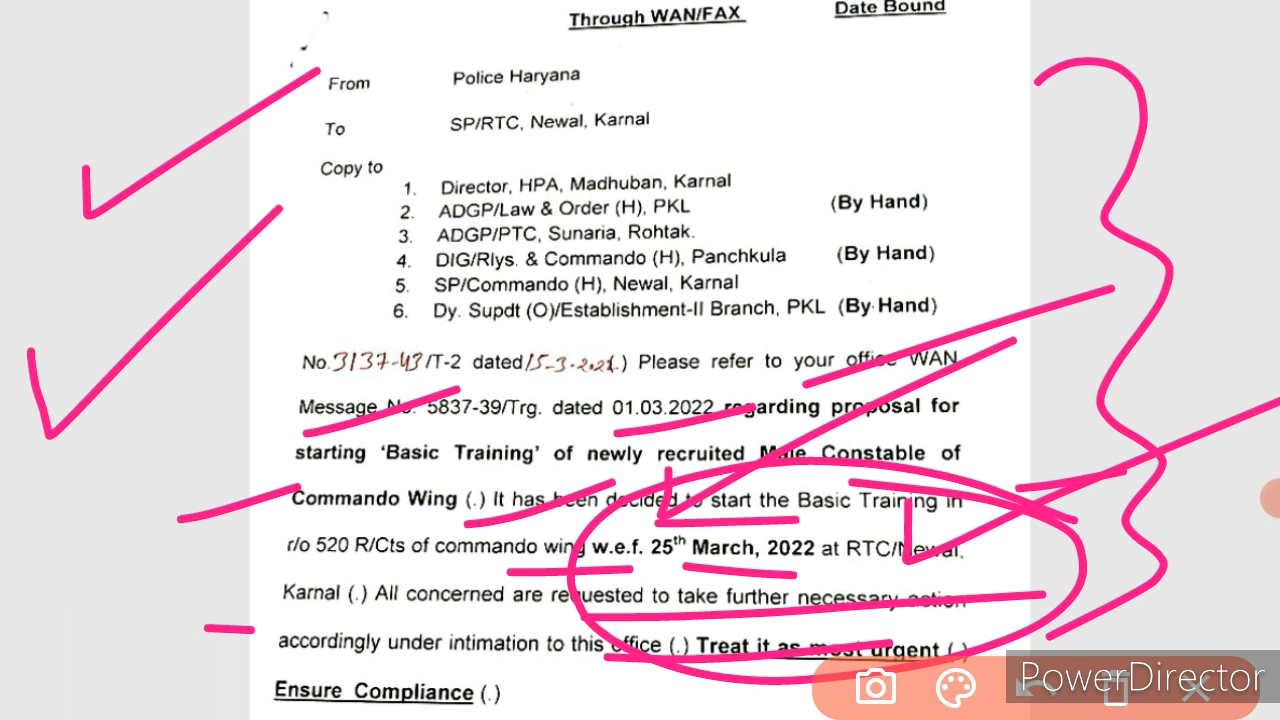 Through WAN/FAX Date Bound
From Police Haryana
To SP/RTC, Newal, Karnal
Copy to
1. Director, HPA, Madhuban, Karnal
2. ADGP/Law & Order (H), PKL (By Hand)
3. ADGP/PTC, Sunaria, Rohtak.
4. DIG/Rlys. & Commando (H), Panchkula (By Hand)
5. SP/Commando (H), Newal, Karnal
6. Dy. Supdt (O)/Establishment-II Branch, PKL (By Hand)
No.3137-43/T-2 dated 15-3-2022.) Please refer to your office WAN
Message No. 5837-39/Trg. dated 01.03.2022 regarding proposal for
starting 'Basic Training' of newly recruited Male Constable of
Commando Wing (.) It has been decided to start the Basic Training in
r/o 520 R/Cts of commando wing w.e.f. 25th March, 2022 at RTC/Newal,
Karnal (.) All concerned are requested to take further necessary action
accordingly under intimation to this office (.) Treat it as most urgent (.)
Ensure Compliance (.)
PowerDirector